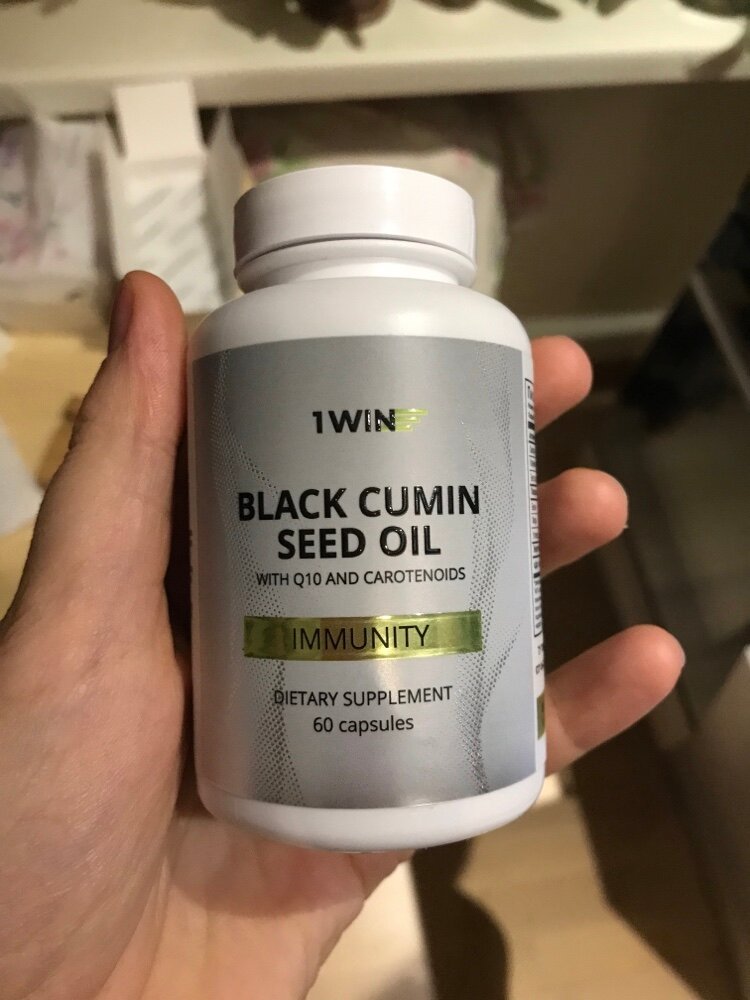 1WIN
BLACK CUMIN
SEED OIL
WITH Q10 AND CAROTENOIDS
IMMUNITY
DIETARY SUPPLEMENT
60 capsules